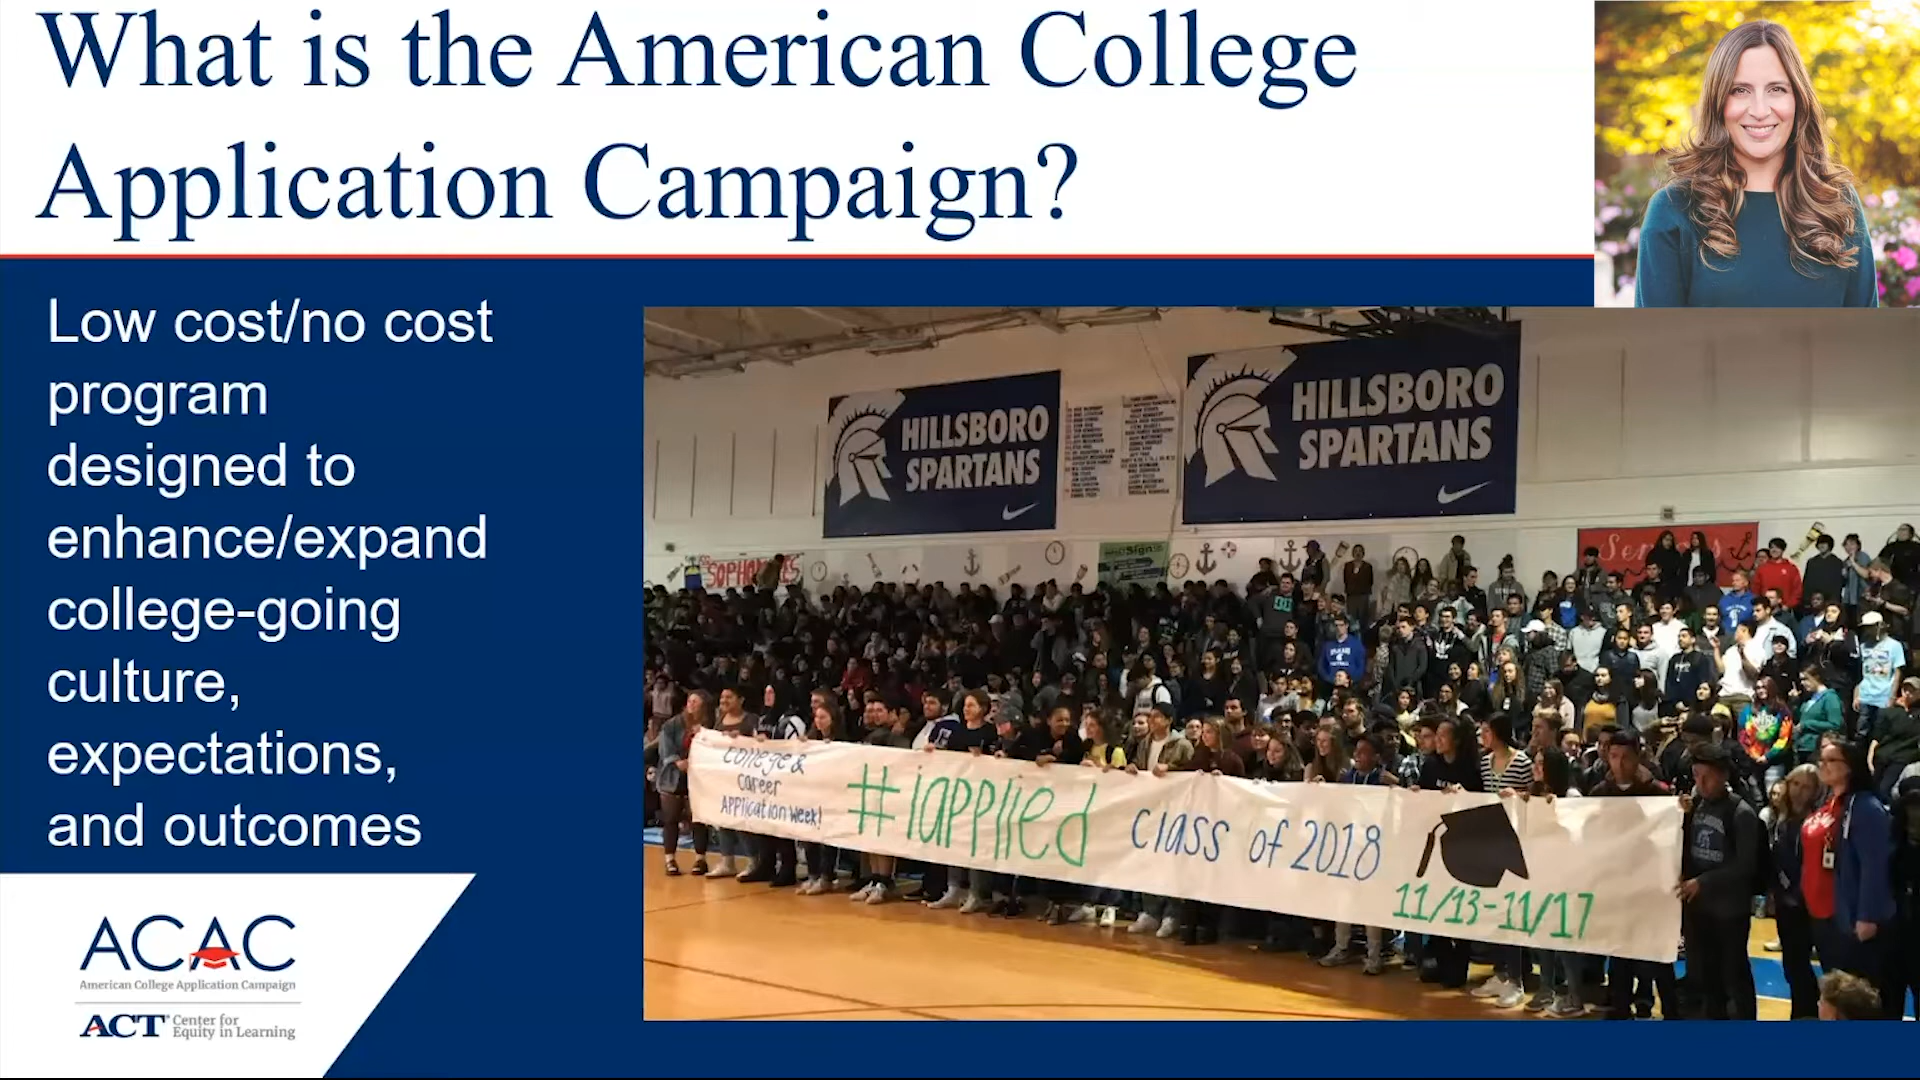 What is the American College
Application Campaign?
Low cost/no cost
program
designed to
enhance/expand
college-going
culture,
expectations,
and outcomes
HILLSBORO
SPARTANS
HILLSBORO
SPARTANS
SOPHOMORES
Seniors
College &
Career
Application Week!
#iapplied
class of 2018
11/13-11/17
ACAC
American College Application Campaign
ACT
Center for
Equity in Learning